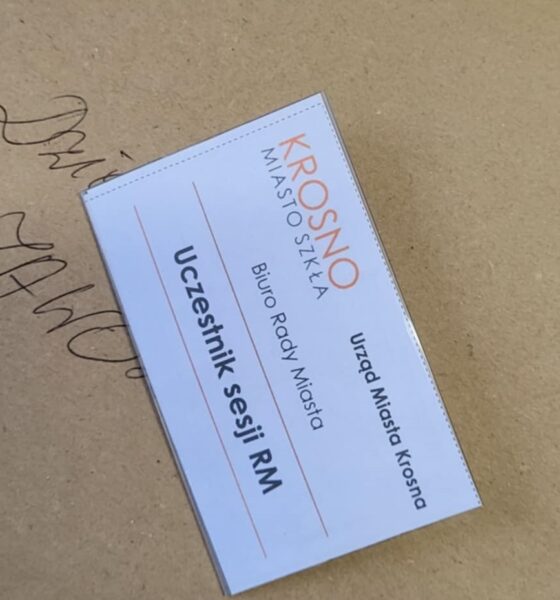 KROSNO
MIASTO SZKŁA
Urząd Miasta Krosna
Biuro Rady Miasta
Uczestnik sesji RM